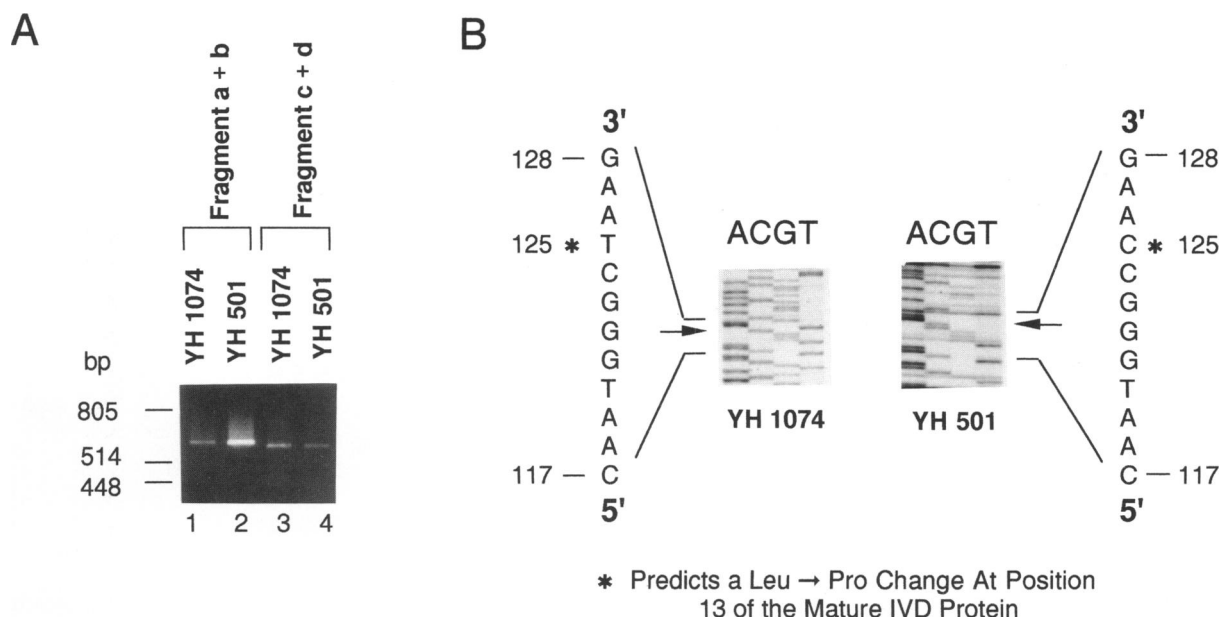 A
Fragment a + b
Fragment c + d
YH 1074
YH 501
YH 1074
YH 501
bp
805
514
448
1 2 3 4
B
3'
128 — G
A
A
125 * T
C
G
G
G
T
A
A
117 — C
5'
ACGT
YH 1074
ACGT
YH 501
3'
G — 128
A
A
C * 125
C
G
G
G
T
A
A
C — 117
5'
* Predicts a Leu → Pro Change At Position
13 of the Mature IVD Protein